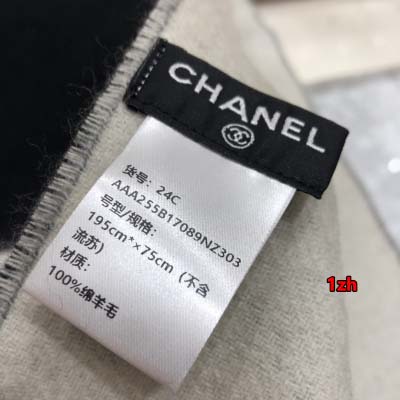 CHANEL
货号：24C
AAA255B17089NZ303
号型/规格：
195cm*×75cm（不含
流苏）
材质：
100%绵羊毛
1zh